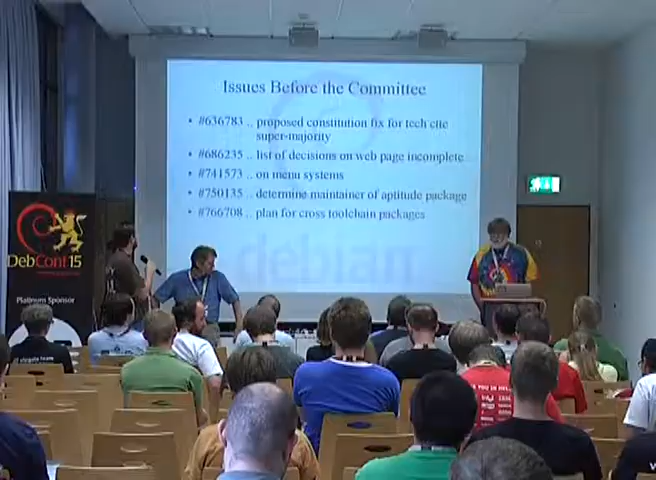 Issues Before the Committee
• #636783 .. proposed constitution fix for tech ctte
super-majority
• #686235 .. list of decisions on web page incomplete
• #741573 .. on menu systems
• #750135 .. determine maintainer of aptitude package
• #766708 .. plan for cross toolchain packages
debian
DebConf15
Platinum Sponsor